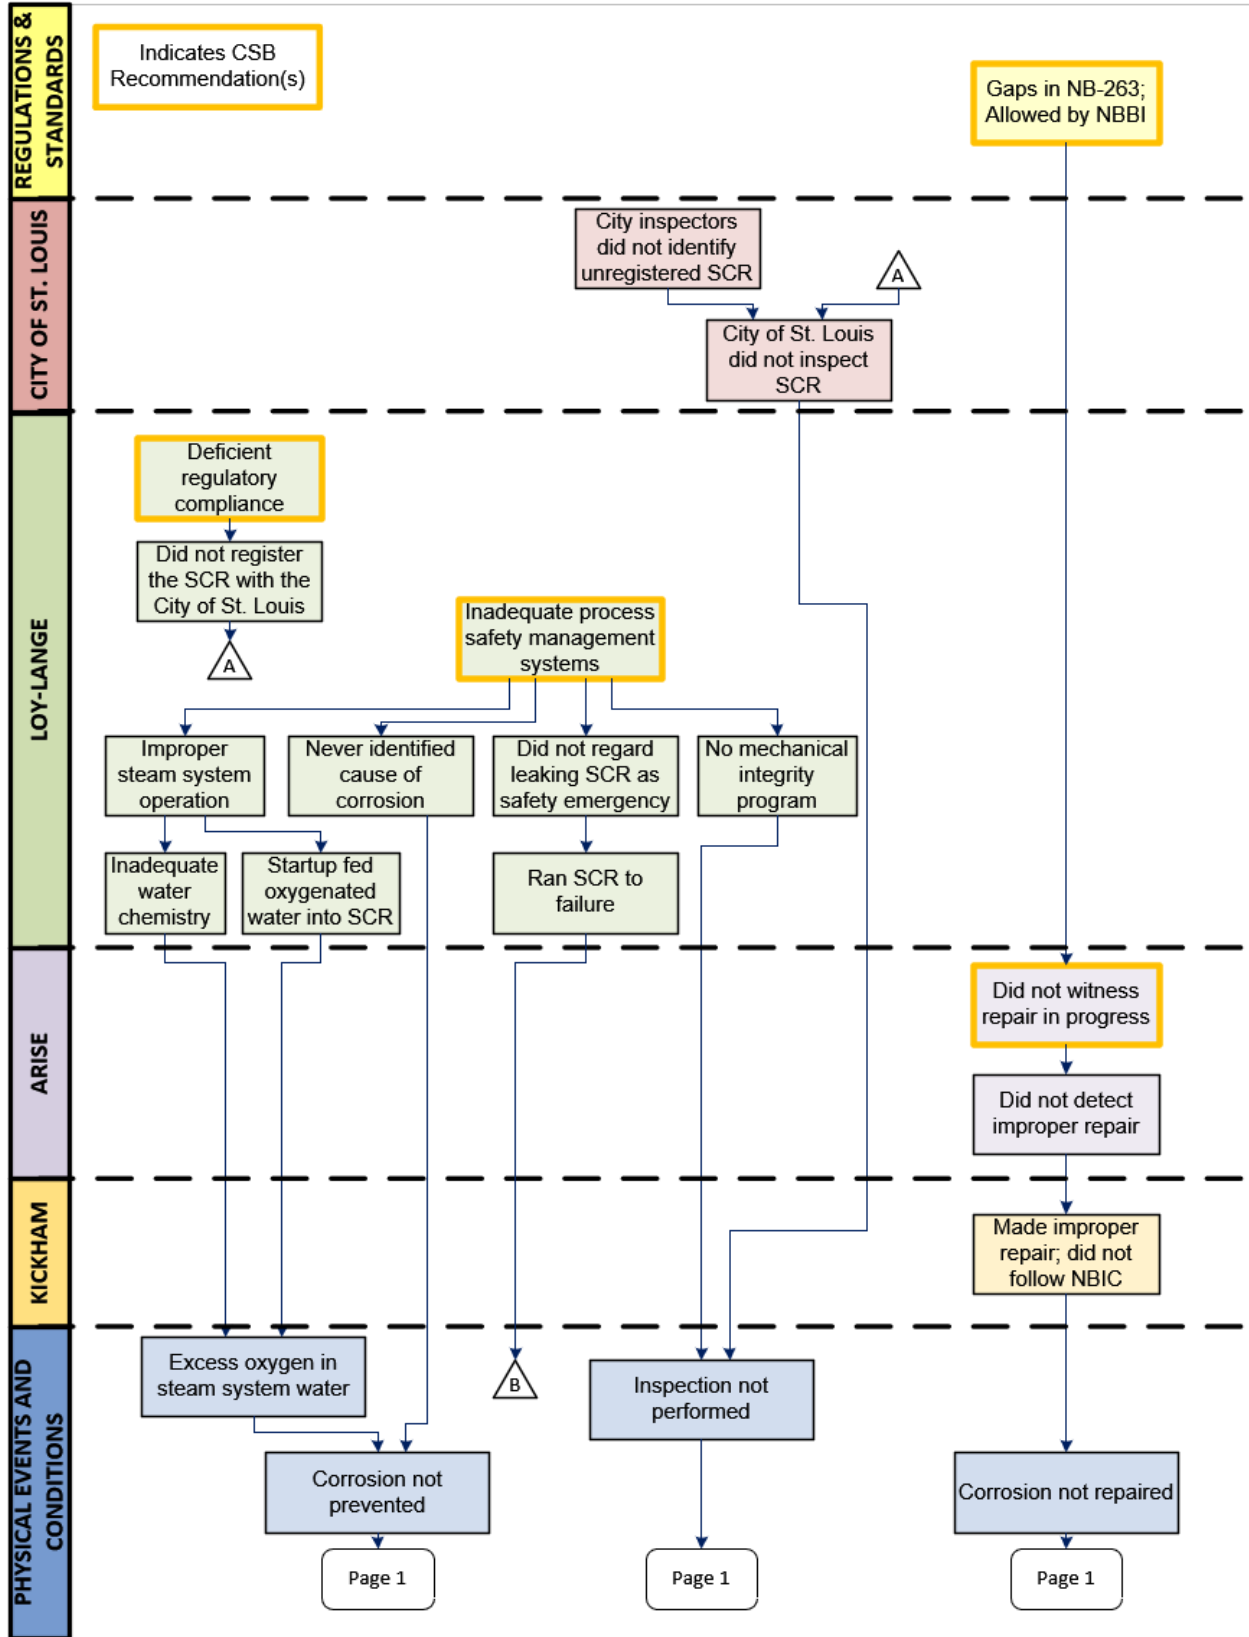 REGULATIONS &
STANDARDS
Indicates CSB
Recommendation(s)
Gaps in NB-263;
Allowed by NBBI
CITY OF ST. LOUIS
City inspectors
did not identify
unregistered SCR
A
City of St. Louis
did not inspect
SCR
LOY-LANGE
Deficient
regulatory
compliance
Did not register
the SCR with the
City of St. Louis
A
Inadequate process
safety management
systems
Improper
steam system
operation
Never identified
cause of
corrosion
Did not regard
leaking SCR as
safety emergency
No mechanical
integrity
program
Inadequate
water
chemistry
Startup fed
oxygenated
water into SCR
Ran SCR to
failure
ARISE
Did not witness
repair in progress
Did not detect
improper repair
KICKHAM
Made improper
repair; did not
follow NBIC
PHYSICAL EVENTS AND
CONDITIONS
Excess oxygen in
steam system water
B
Inspection not
performed
Corrosion not
prevented
Corrosion not repaired
Page 1
Page 1
Page 1